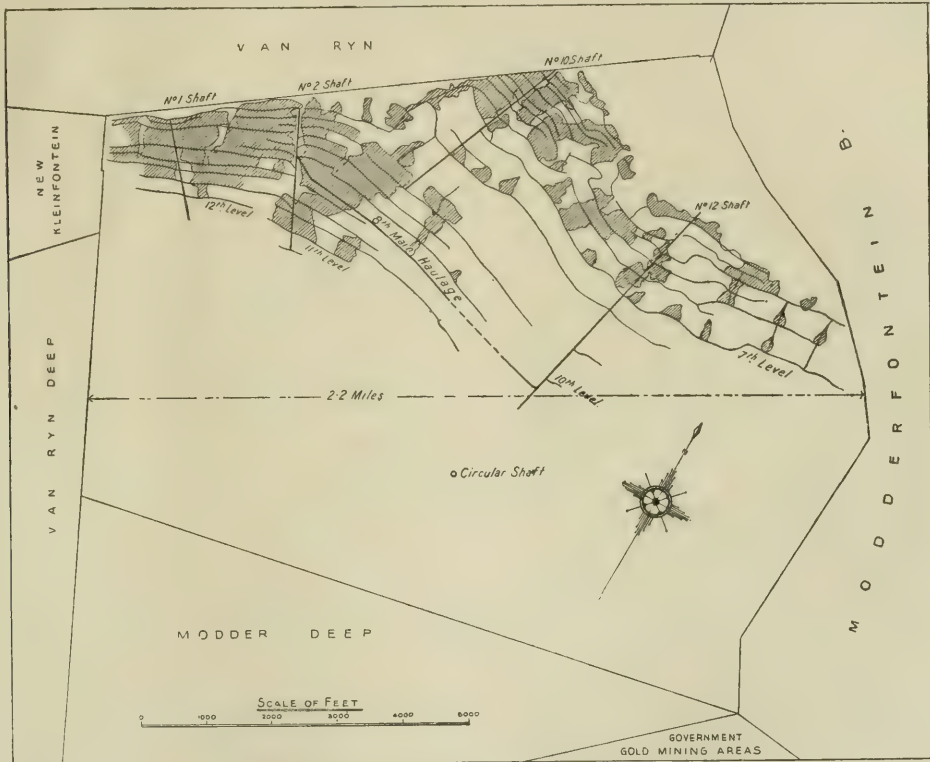 VAN RYN
No 10 Shaft
No 2 Shaft
No 1 Shaft
NEW
KLEINFONTEIN
No 12 Shaft
12th Level
8th Main Haulage
11th Level
MODDERFONTEIN B.
7th Level
10th Level
2·2 Miles
VAN RYN DEEP
Circular Shaft
MODDER DEEP
SCALE OF FEET
0 1000 2000 3000 4000 6000
GOVERNMENT
GOLD MINING AREAS